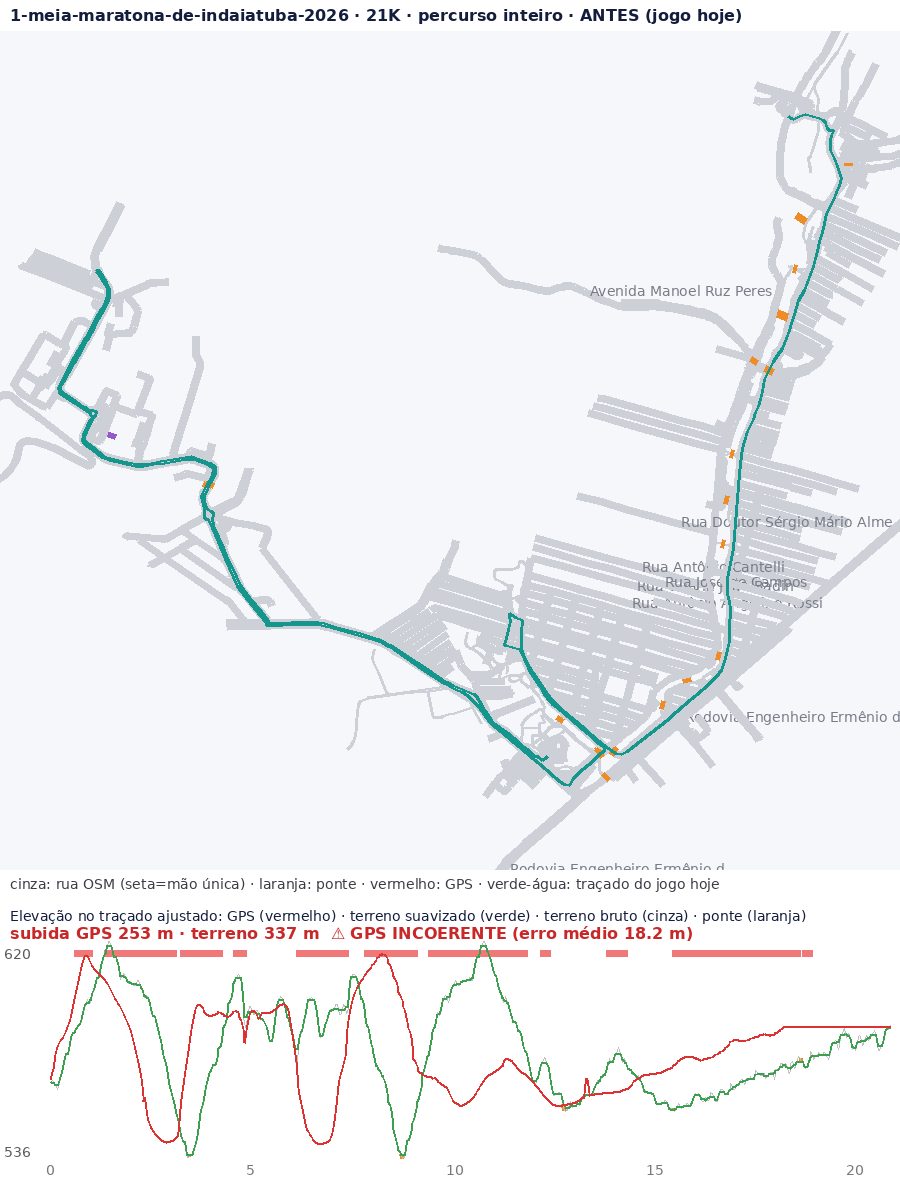 1-meia-maratona-de-indaiatuba-2026 · 21K · percurso inteiro · ANTES (jogo hoje)
Avenida Manoel Ruz Peres
Rua Doutor Sérgio Mário Alme
Cantelli
Rua José de Campos
Rossi
Rodovia Engenheiro Ermênio d
Rodovia Engenheiro Ermênio d
cinza: rua OSM (seta=mão única) · laranja: ponte · vermelho: GPS · verde-água: traçado do jogo hoje
Elevação no traçado ajustado: GPS (vermelho) · terreno suavizado (verde) · terreno bruto (cinza) · ponte (laranja)
subida GPS 253 m · terreno 337 m ⚠ GPS INCOERENTE (erro médio 18.2 m)
620
536
0 5 10 15 20